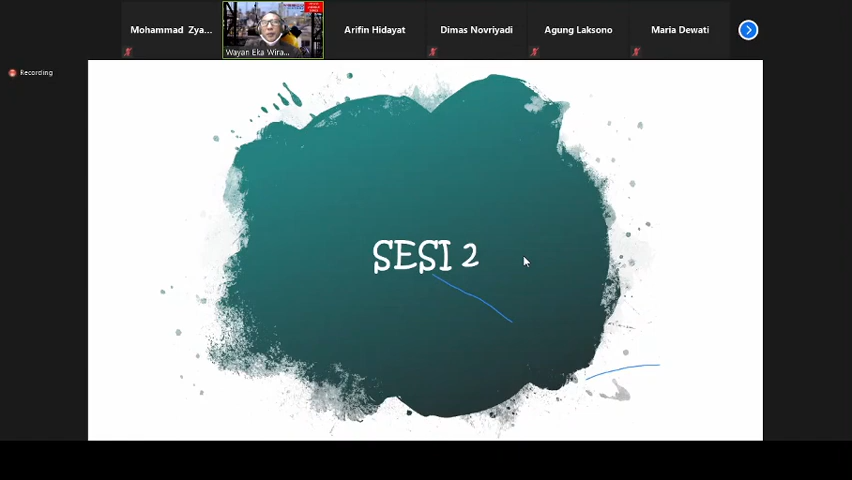 Mohammad Zya...
Wayan Eka Wira...
Arifin Hidayat
Dimas Novriyadi
Agung Laksono
Maria Dewati
Recording
SESI 2